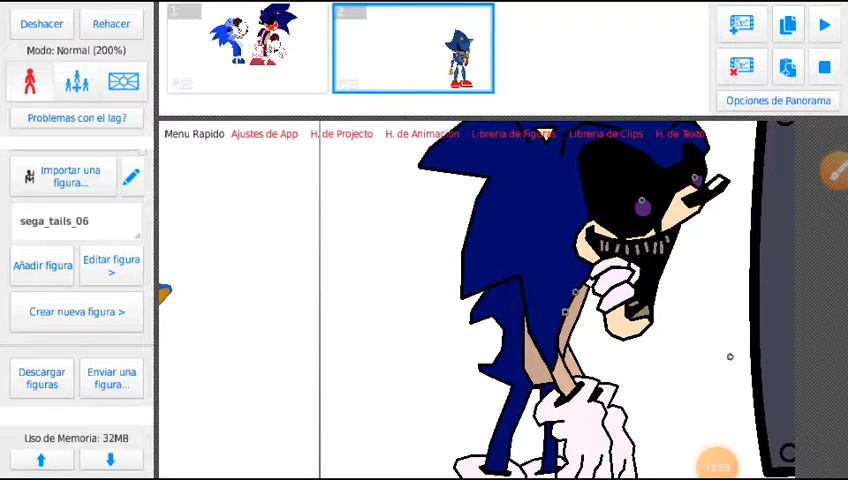 Deshacer
Rehacer
Modo: Normal (200%)
Problemas con el lag?
Importar una
figura...
sega_tails_06
Añadir figura
Editar figura
>
Crear nueva figura >
Descargar
figuras
Enviar una
figura...
Uso de Memoria: 32MB
1
2
Opciones de Panorama
Menu Rapido Ajustes de App H. de Projecto H. de Animación Libreria de Figuras Libreria de Clips H. de Texto